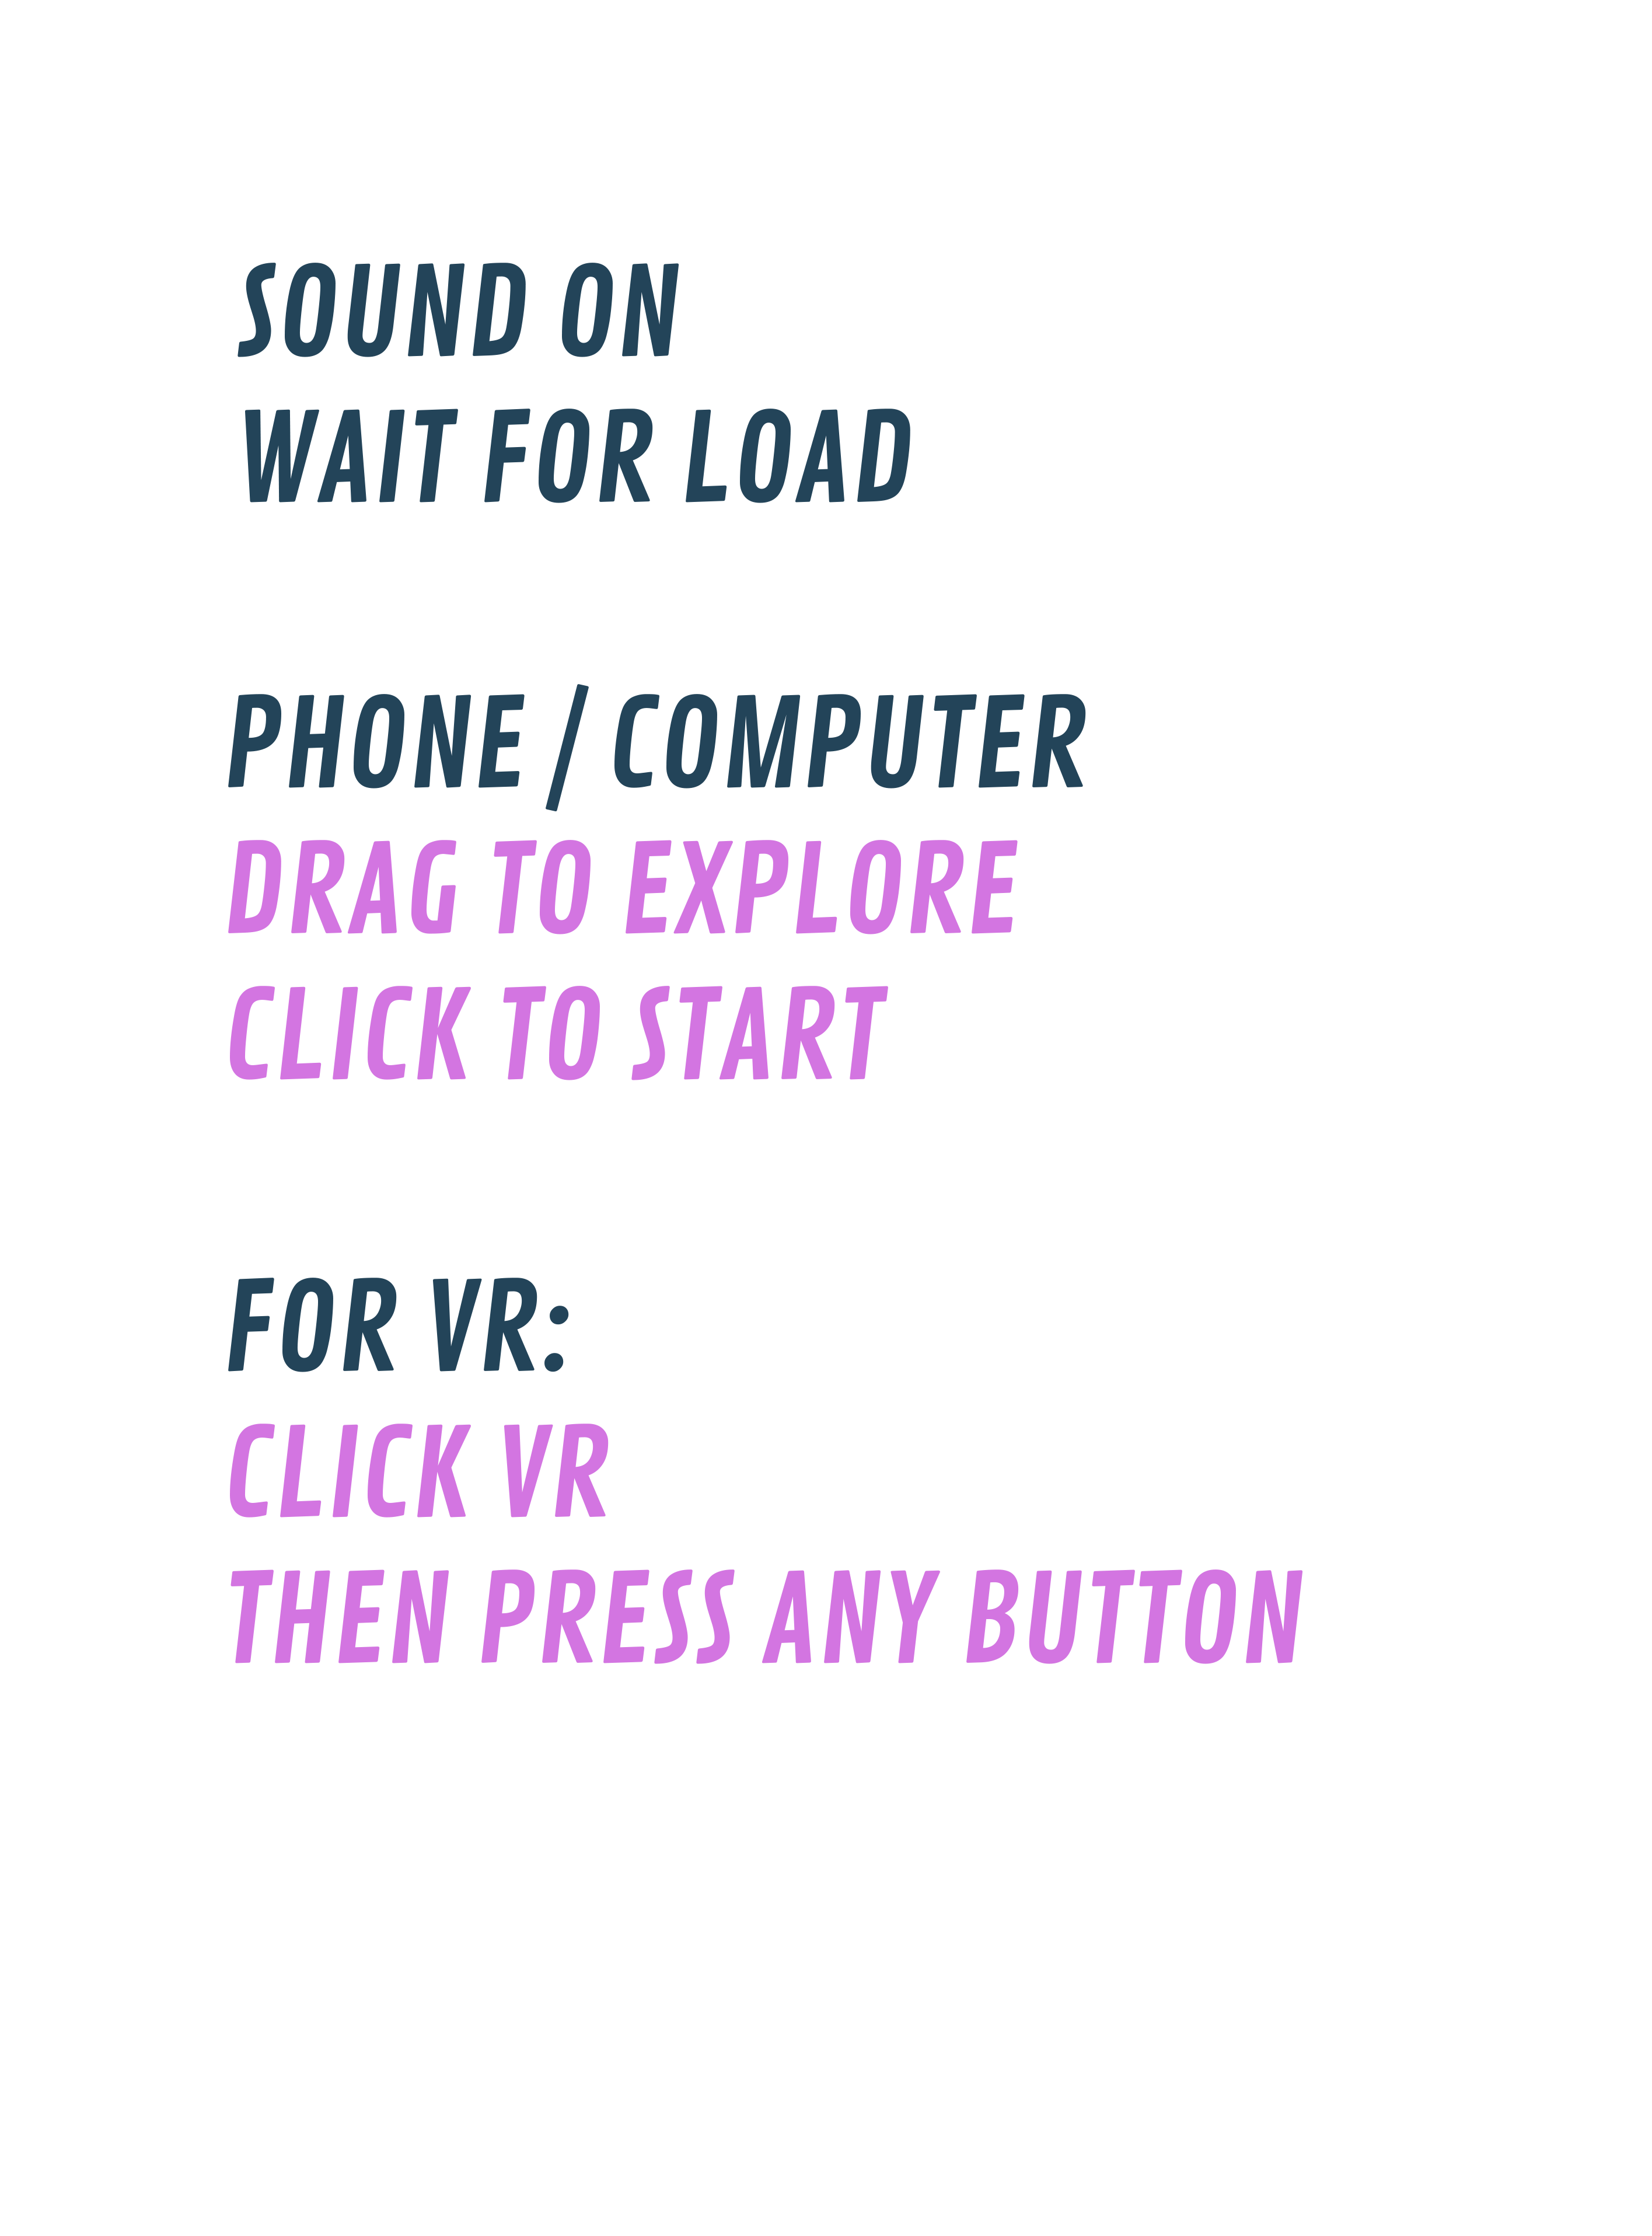 SOUND ON
WAIT FOR LOAD
PHONE/COMPUTER
DRAG TO EXPLORE
CLICK TO START
FOR VR:
CLICK VR
THEN PRESS ANY BUTTON